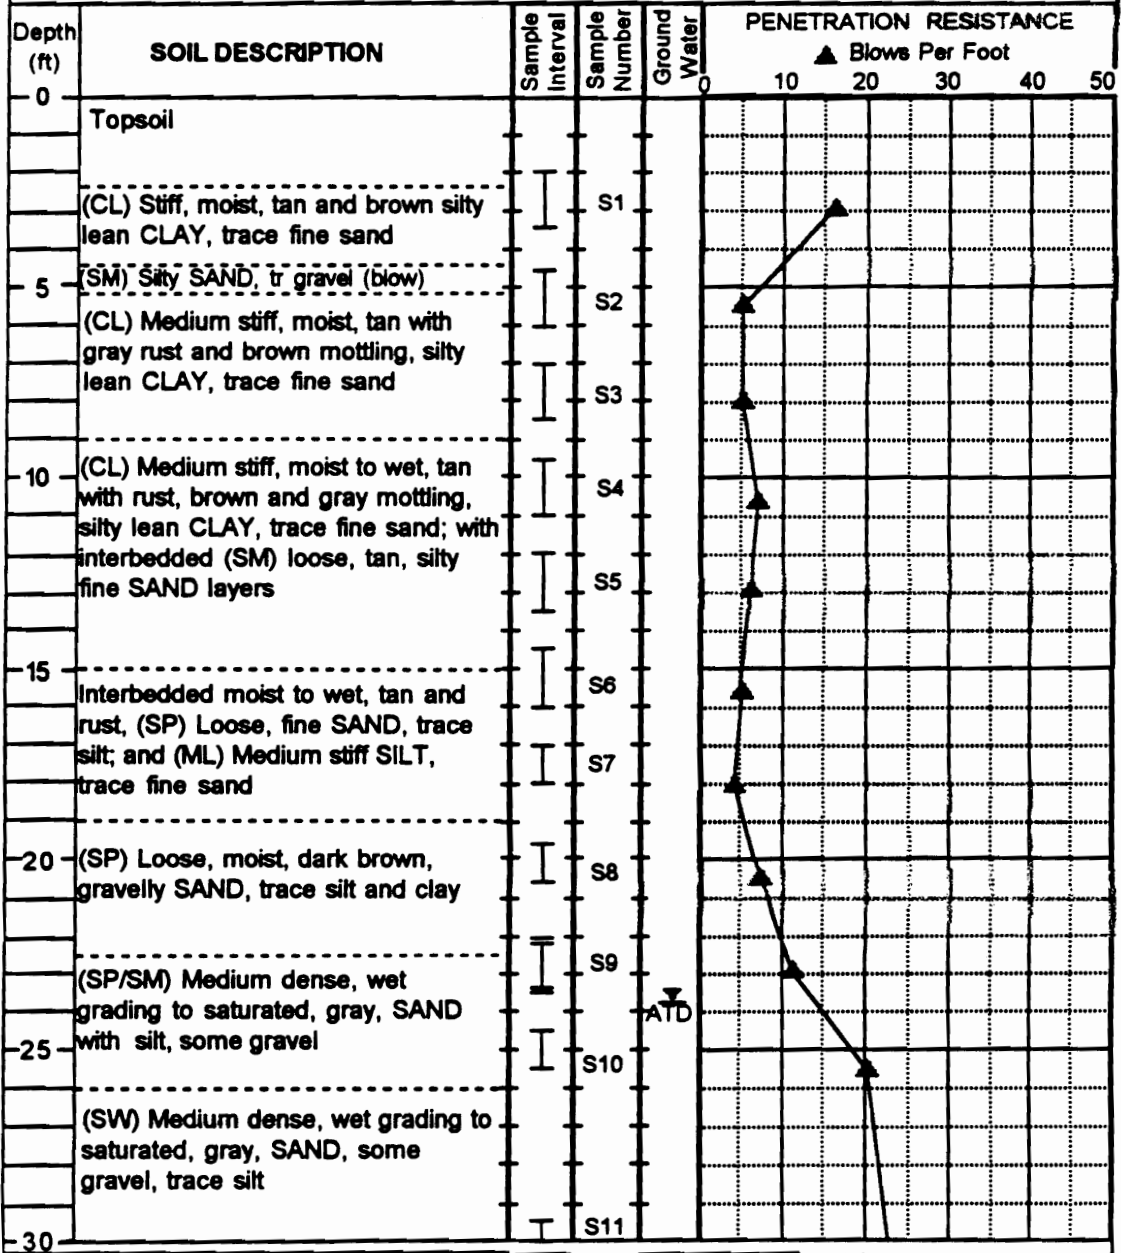 Depth
(ft)
SOIL DESCRIPTION
Sample
Interval
Sample
Number
Ground
Water
PENETRATION RESISTANCE
▲ Blows Per Foot
0 10 20 30 40 50
0
Topsoil
(CL) Stiff, moist, tan and brown silty
lean CLAY, trace fine sand
S1
5
(SM) Silty SAND, tr gravel (blow)
S2
(CL) Medium stiff, moist, tan with
gray rust and brown mottling, silty
lean CLAY, trace fine sand
S3
10
(CL) Medium stiff, moist to wet, tan
with rust, brown and gray mottling,
silty lean CLAY, trace fine sand; with
interbedded (SM) loose, tan, silty
fine SAND layers
S4
S5
15
Interbedded moist to wet, tan and
rust, (SP) Loose, fine SAND, trace
silt; and (ML) Medium stiff SILT,
trace fine sand
S6
S7
20
(SP) Loose, moist, dark brown,
gravelly SAND, trace silt and clay
S8
(SP/SM) Medium dense, wet
grading to saturated, gray, SAND
with silt, some gravel
S9
ATD
25
S10
(SW) Medium dense, wet grading to
saturated, gray, SAND, some
gravel, trace silt
30
S11